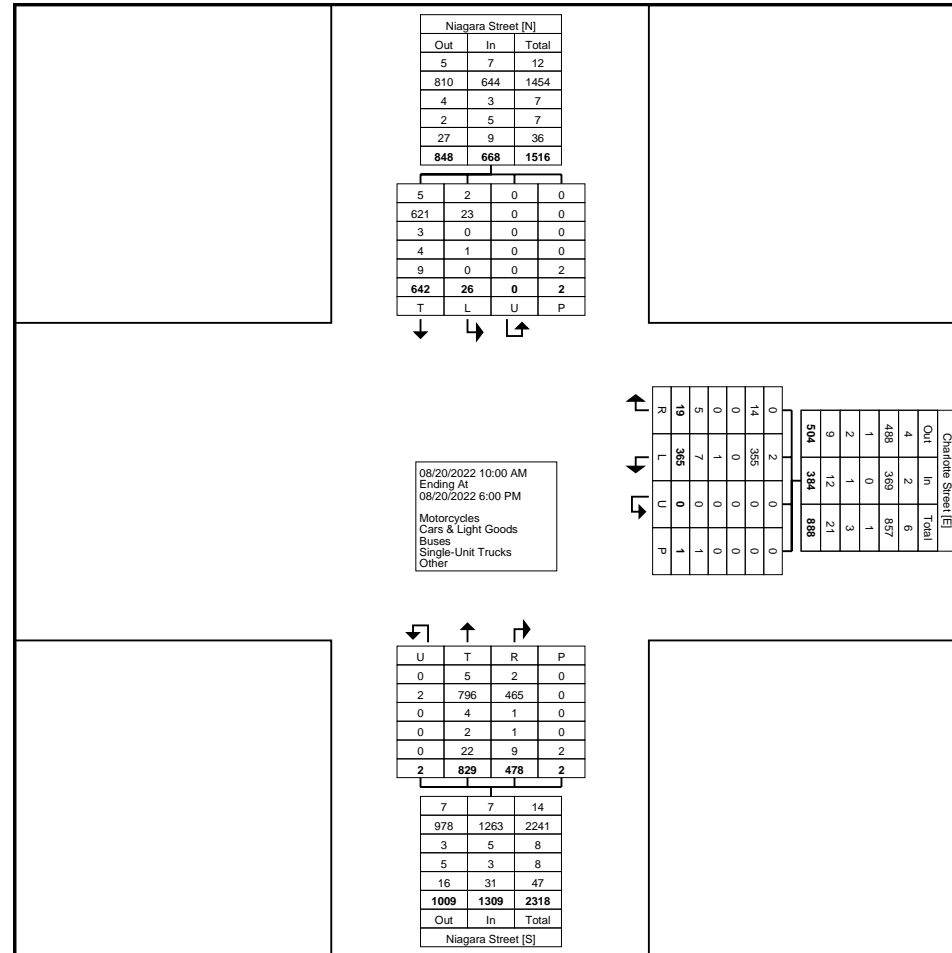 Niagara Street [N]
Out In Total
5 7 12
810 644 1454
4 3 7
2 5 7
27 9 36
848 668 1516
5 2 0 0
621 23 0 0
3 0 0 0
4 1 0 0
9 0 0 2
642 26 0 2
T L U P
Charlotte Street [E]
Out In Total
4 2 6
488 369 857
1 0 1
2 1 3
9 12 21
504 384 888
0 2 0 0
14 355 0 0
0 0 0 0
0 1 0 0
5 7 0 1
19 365 0 1
R L U P
08/20/2022 10:00 AM
Ending At
08/20/2022 6:00 PM
Motorcycles
Cars & Light Goods
Buses
Single-Unit Trucks
Other
U T R P
0 5 2 0
2 796 465 0
0 4 1 0
0 2 1 0
0 22 9 2
2 829 478 2
7 7 14
978 1263 2241
3 5 8
5 3 8
16 31 47
1009 1309 2318
Out In Total
Niagara Street [S]